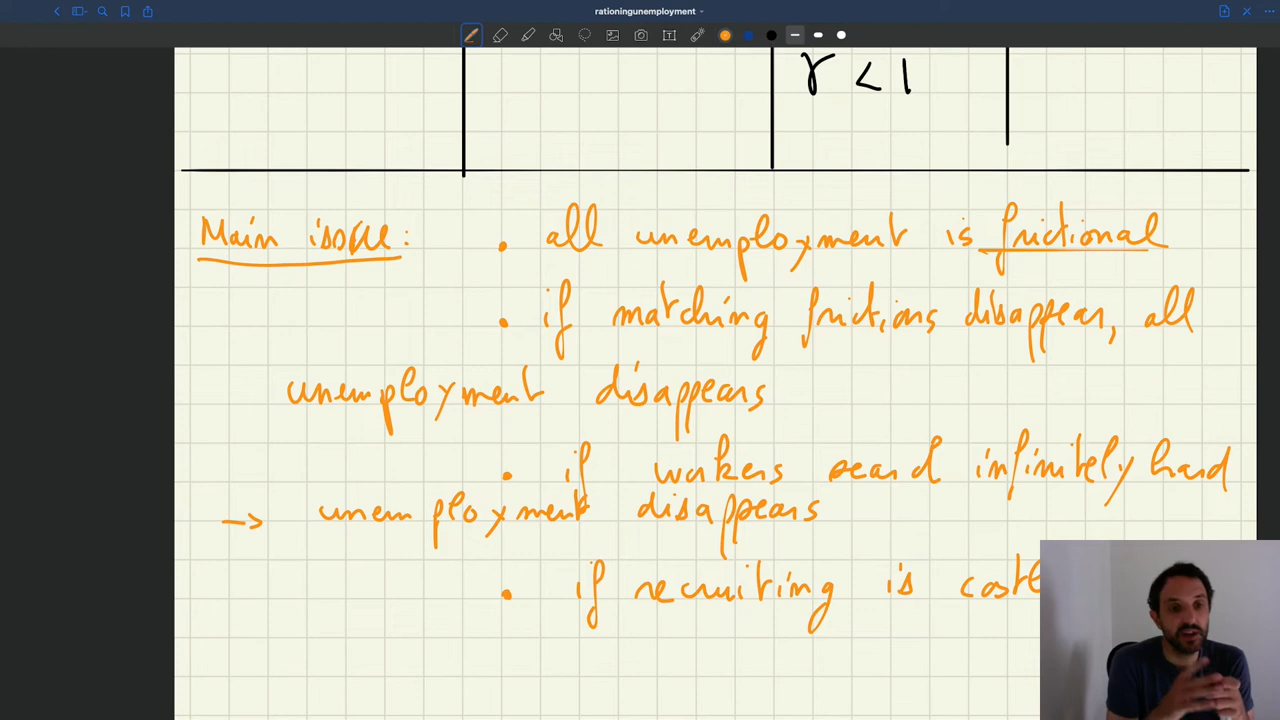 rationingunemployment
γ < 1
Main issue: • all unemployment is frictional
• if matching frictions disappear, all
unemployment disappears
• if workers search infinitely hard
→ unemployment disappears
• if recruiting is